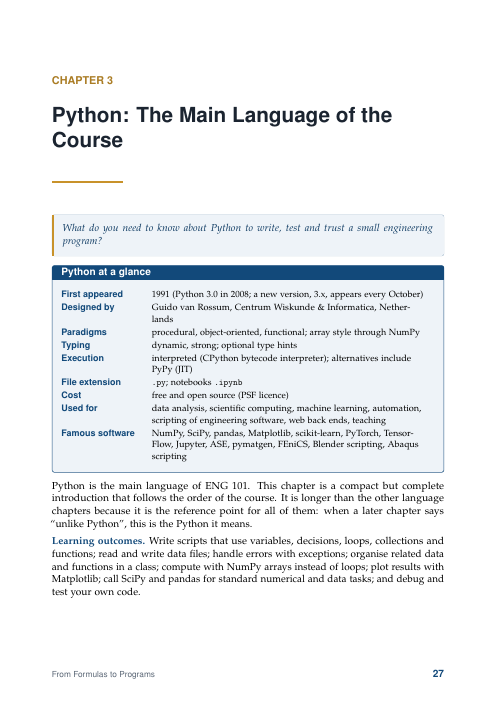 CHAPTER 3
Python: The Main Language of the
Course
What do you need to know about Python to write, test and trust a small engineering
program?
Python at a glance
First appeared 1991 (Python 3.0 in 2008; a new version, 3.x, appears every October)
Designed by Guido van Rossum, Centrum Wiskunde & Informatica, Nether-
lands
Paradigms procedural, object-oriented, functional; array style through NumPy
Typing dynamic, strong; optional type hints
Execution interpreted (CPython bytecode interpreter); alternatives include
PyPy (JIT)
File extension .py; notebooks .ipynb
Cost free and open source (PSF licence)
Used for data analysis, scientific computing, machine learning, automation,
scripting of engineering software, web back ends, teaching
Famous software NumPy, SciPy, pandas, Matplotlib, scikit-learn, PyTorch, Tensor-
Flow, Jupyter, ASE, pymatgen, FEniCS, Blender scripting, Abaqus
scripting
Python is the main language of ENG 101. This chapter is a compact but complete
introduction that follows the order of the course. It is longer than the other language
chapters because it is the reference point for all of them: when a later chapter says
“unlike Python”, this is the Python it means.
Learning outcomes. Write scripts that use variables, decisions, loops, collections and
functions; read and write data files; handle errors with exceptions; organise related data
and functions in a class; compute with NumPy arrays instead of loops; plot results with
Matplotlib; call SciPy and pandas for standard numerical and data tasks; and debug and
test your own code.
From Formulas to Programs 27